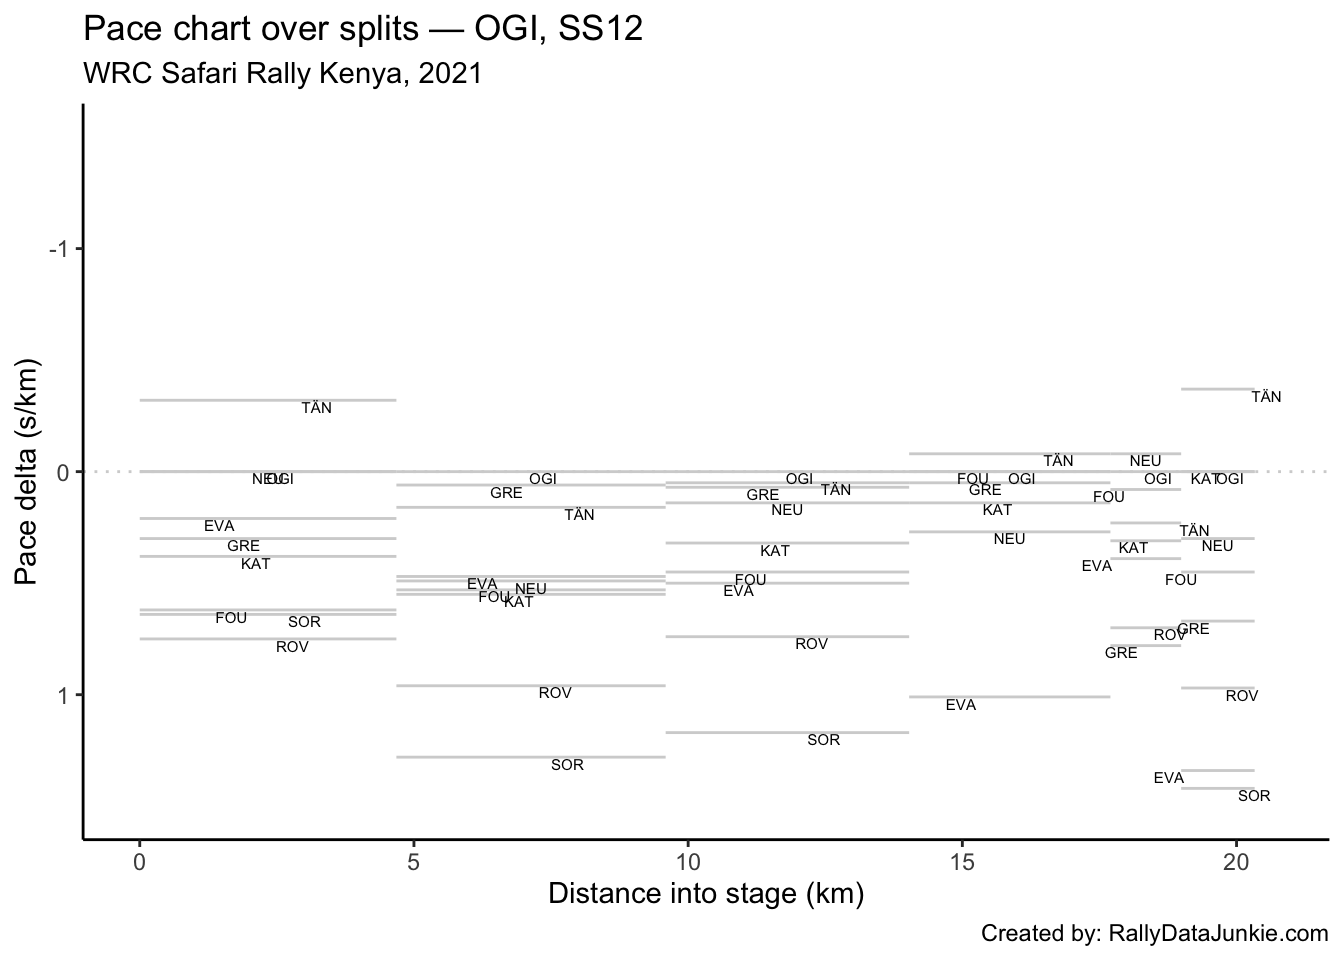 Pace chart over splits — OGI, SS12
WRC Safari Rally Kenya, 2021
Pace delta (s/km)
-1
0
1
TÄN
NEU OGI
EVA
GRE
KAT
FOU SOR
ROV
OGI
GRE
TÄN
EVA NEU
FOU KAT
ROV
SOR
OGI
GRE TÄN
NEU
KAT
FOU
EVA
ROV
SOR
TÄN
FOU OGI
GRE
KAT
NEU
EVA
NEU
OGI
FOU
TÄN
KAT
EVA
ROV
GRE
TÄN
KAT OGI
NEU
FOU
GRE
ROV
EVA
SOR
0 5 10 15 20
Distance into stage (km)
Created by: RallyDataJunkie.com